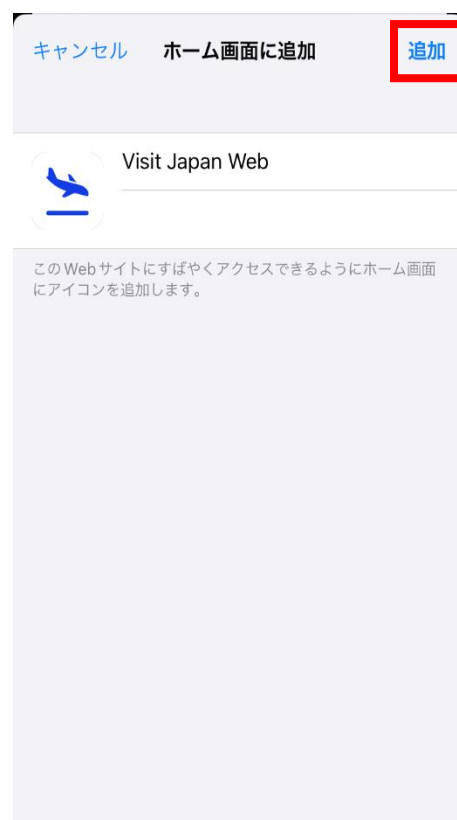 キャンセル ホーム画面に追加 追加
Visit Japan Web
このWebサイトにすばやくアクセスできるようにホーム画面
にアイコンを追加します。